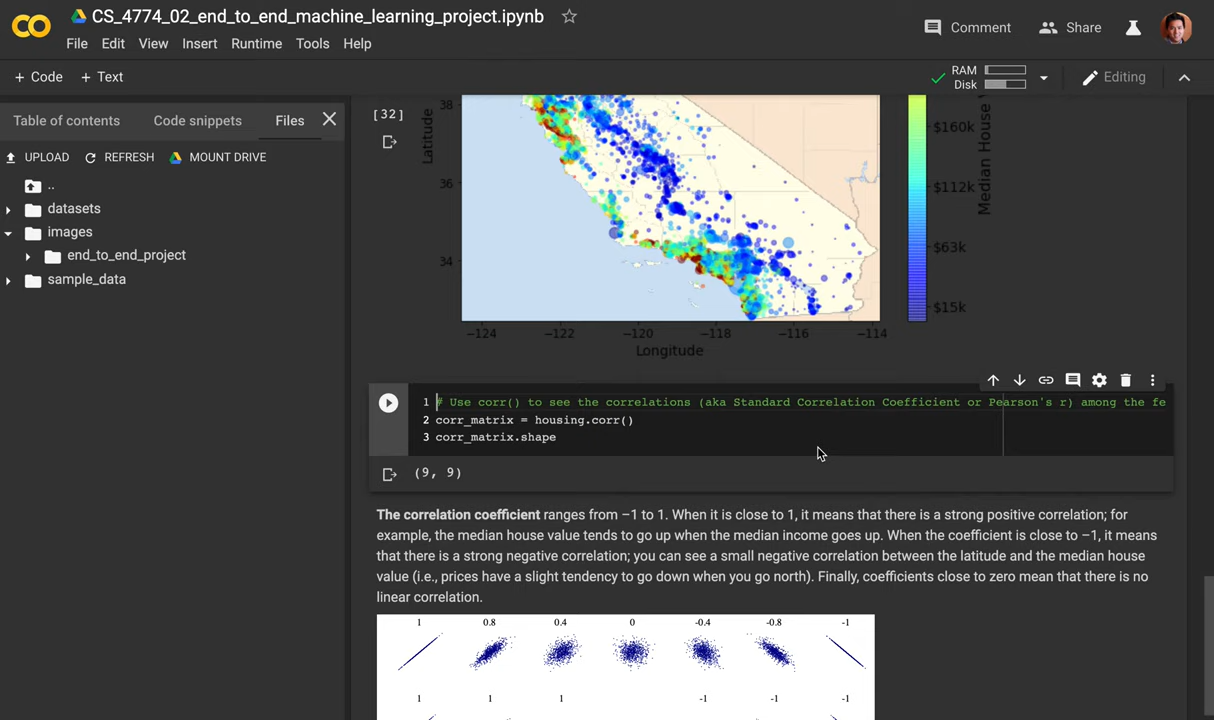 CS_4774_02_end_to_end_machine_learning_project.ipynb
File Edit View Insert Runtime Tools Help
Comment Share
+ Code + Text
RAM
Disk
Editing
Table of contents Code snippets Files
UPLOAD REFRESH MOUNT DRIVE
..
datasets
images
end_to_end_project
sample_data
[32]
Latitude
38
36
34
−124 −122 −120 −118 −116 −114
Longitude
$160k
$112k
$63k
$15k
Median House
1 # Use corr() to see the correlations (aka Standard Correlation Coefficient or Pearson's r) among the fe
2 corr_matrix = housing.corr()
3 corr_matrix.shape
(9, 9)
The correlation coefficient ranges from −1 to 1. When it is close to 1, it means that there is a strong positive correlation; for
example, the median house value tends to go up when the median income goes up. When the coefficient is close to −1, it means
that there is a strong negative correlation; you can see a small negative correlation between the latitude and the median house
value (i.e., prices have a slight tendency to go down when you go north). Finally, coefficients close to zero mean that there is no
linear correlation.
1 0.8 0.4 0 -0.4 -0.8 -1
1 1 1 -1 -1 -1